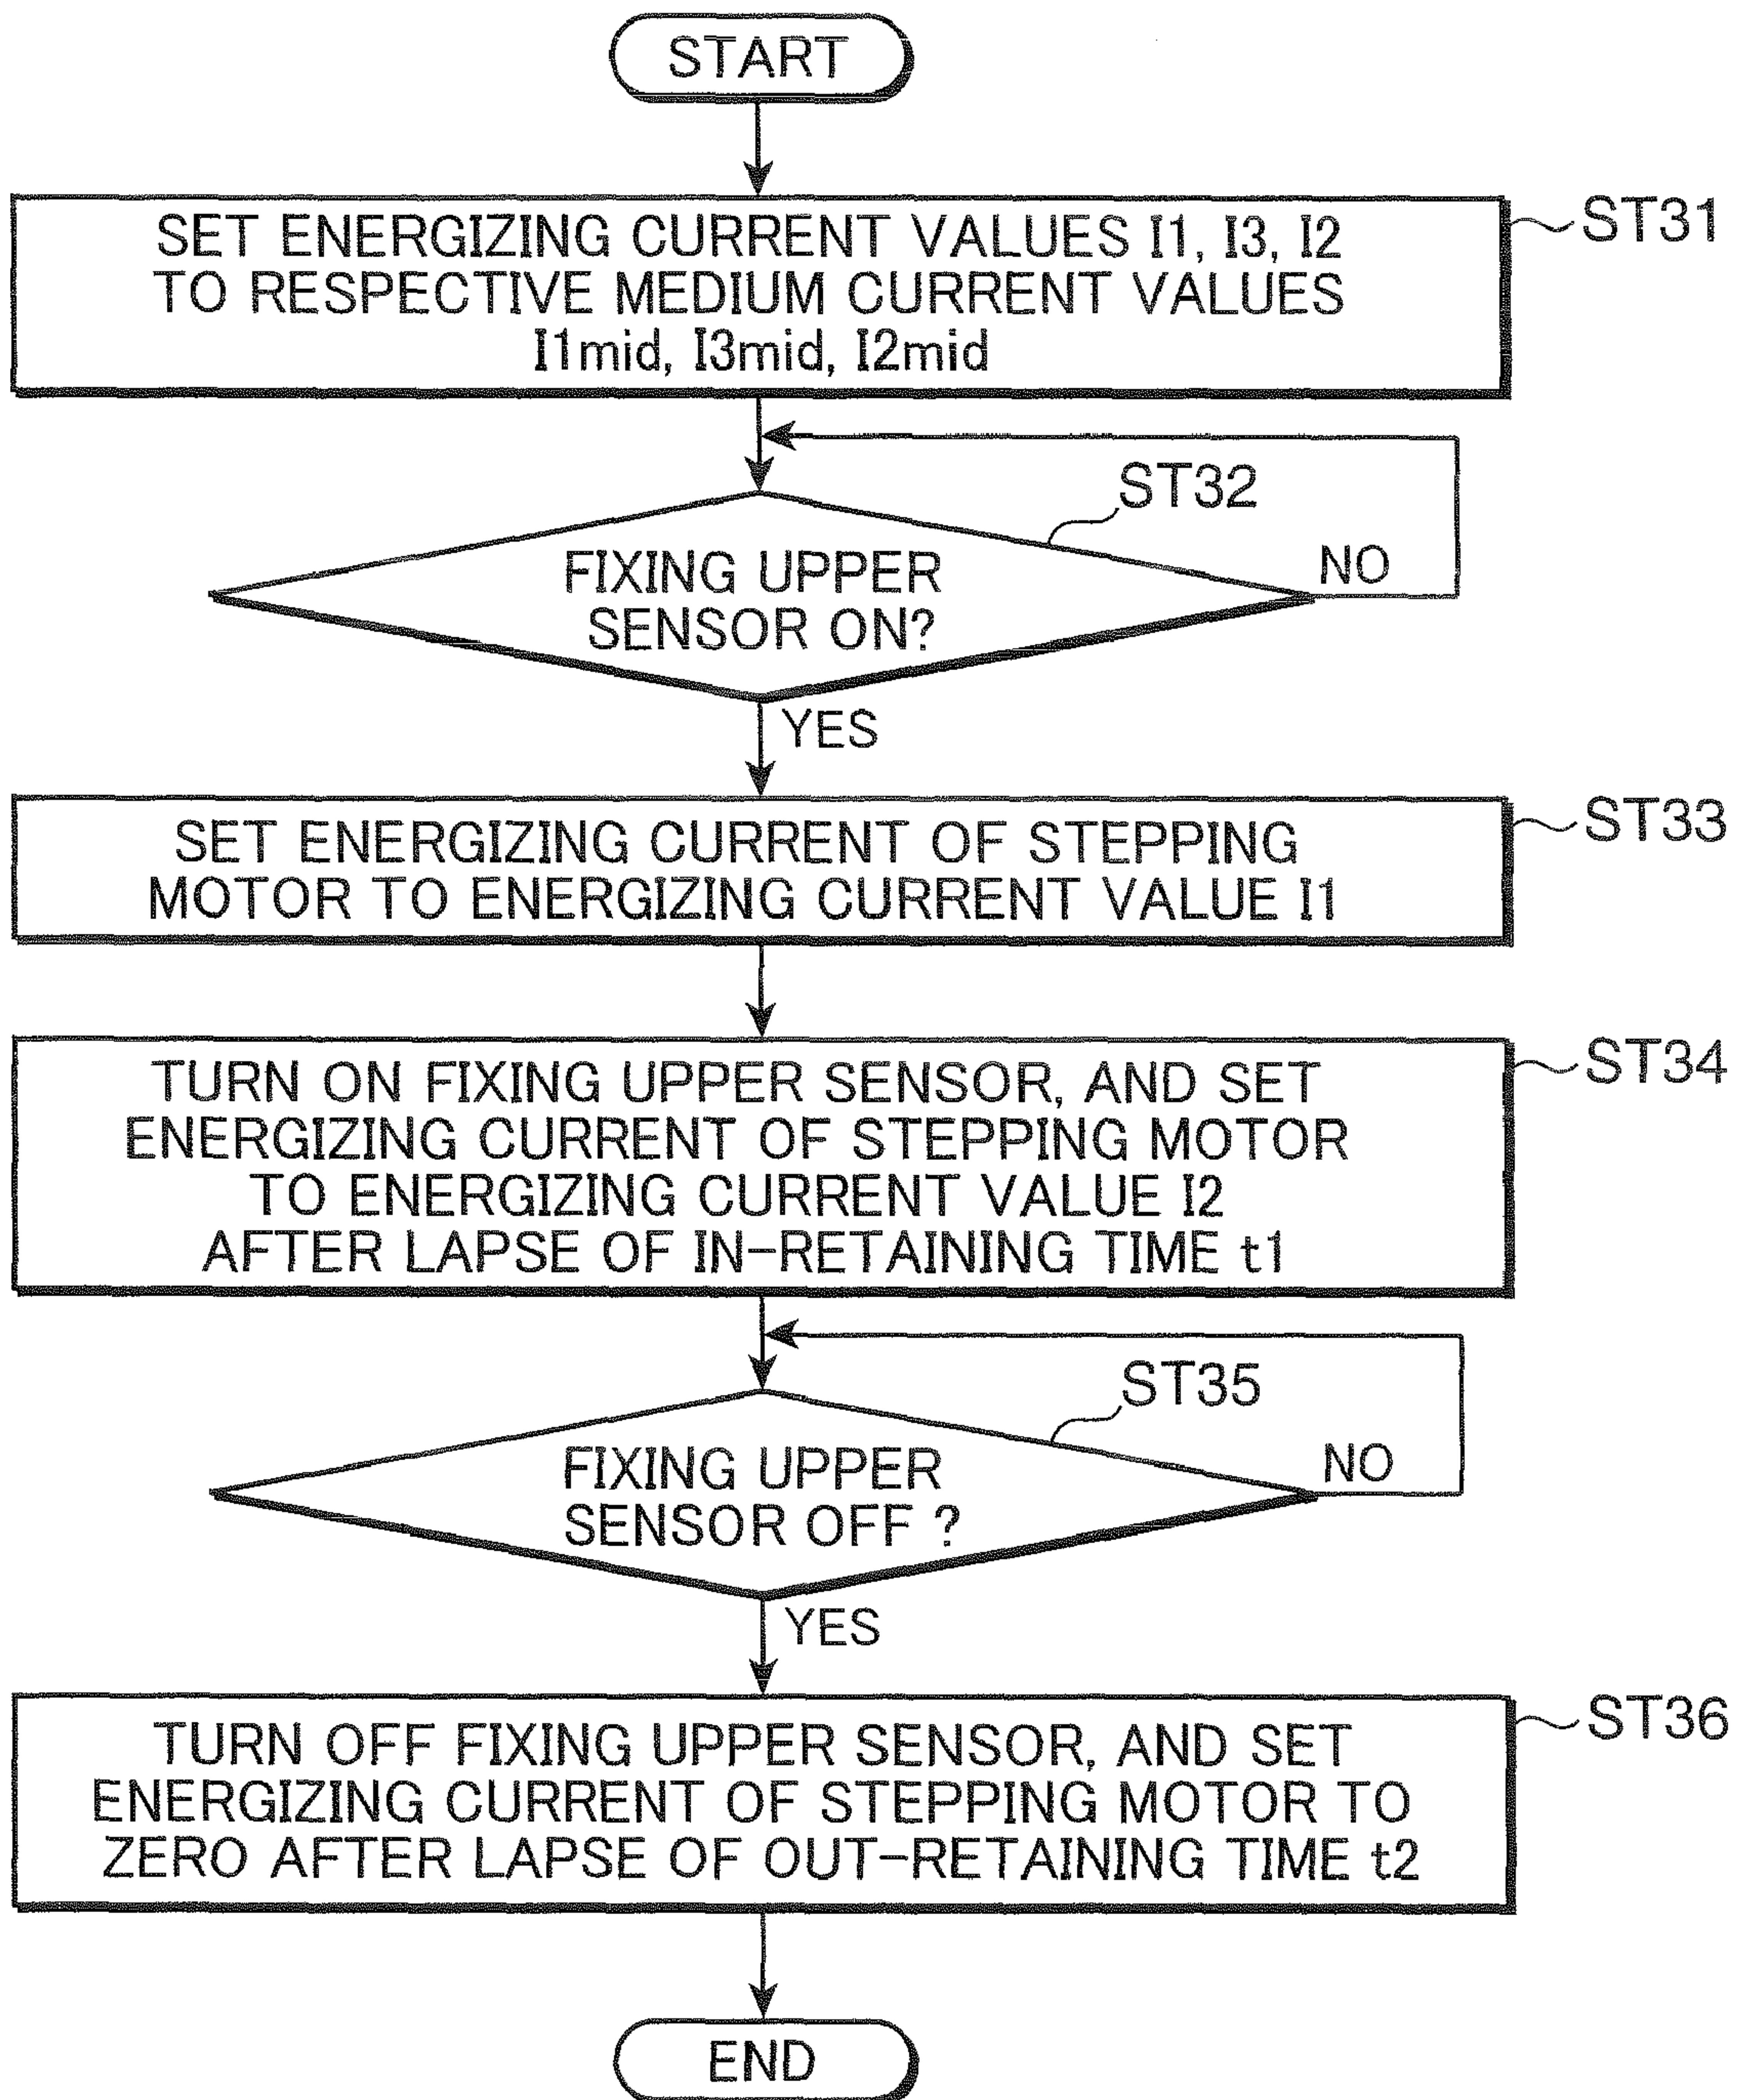 START
SET ENERGIZING CURRENT VALUES I1, I3, I2
TO RESPECTIVE MEDIUM CURRENT VALUES
I1mid, I3mid, I2mid
ST31
ST32
FIXING UPPER
SENSOR ON?
NO
YES
SET ENERGIZING CURRENT OF STEPPING
MOTOR TO ENERGIZING CURRENT VALUE I1
ST33
TURN ON FIXING UPPER SENSOR, AND SET
ENERGIZING CURRENT OF STEPPING MOTOR
TO ENERGIZING CURRENT VALUE I2
AFTER LAPSE OF IN-RETAINING TIME t1
ST34
ST35
FIXING UPPER
SENSOR OFF ?
NO
YES
TURN OFF FIXING UPPER SENSOR, AND SET
ENERGIZING CURRENT OF STEPPING MOTOR TO
ZERO AFTER LAPSE OF OUT-RETAINING TIME t2
ST36
END